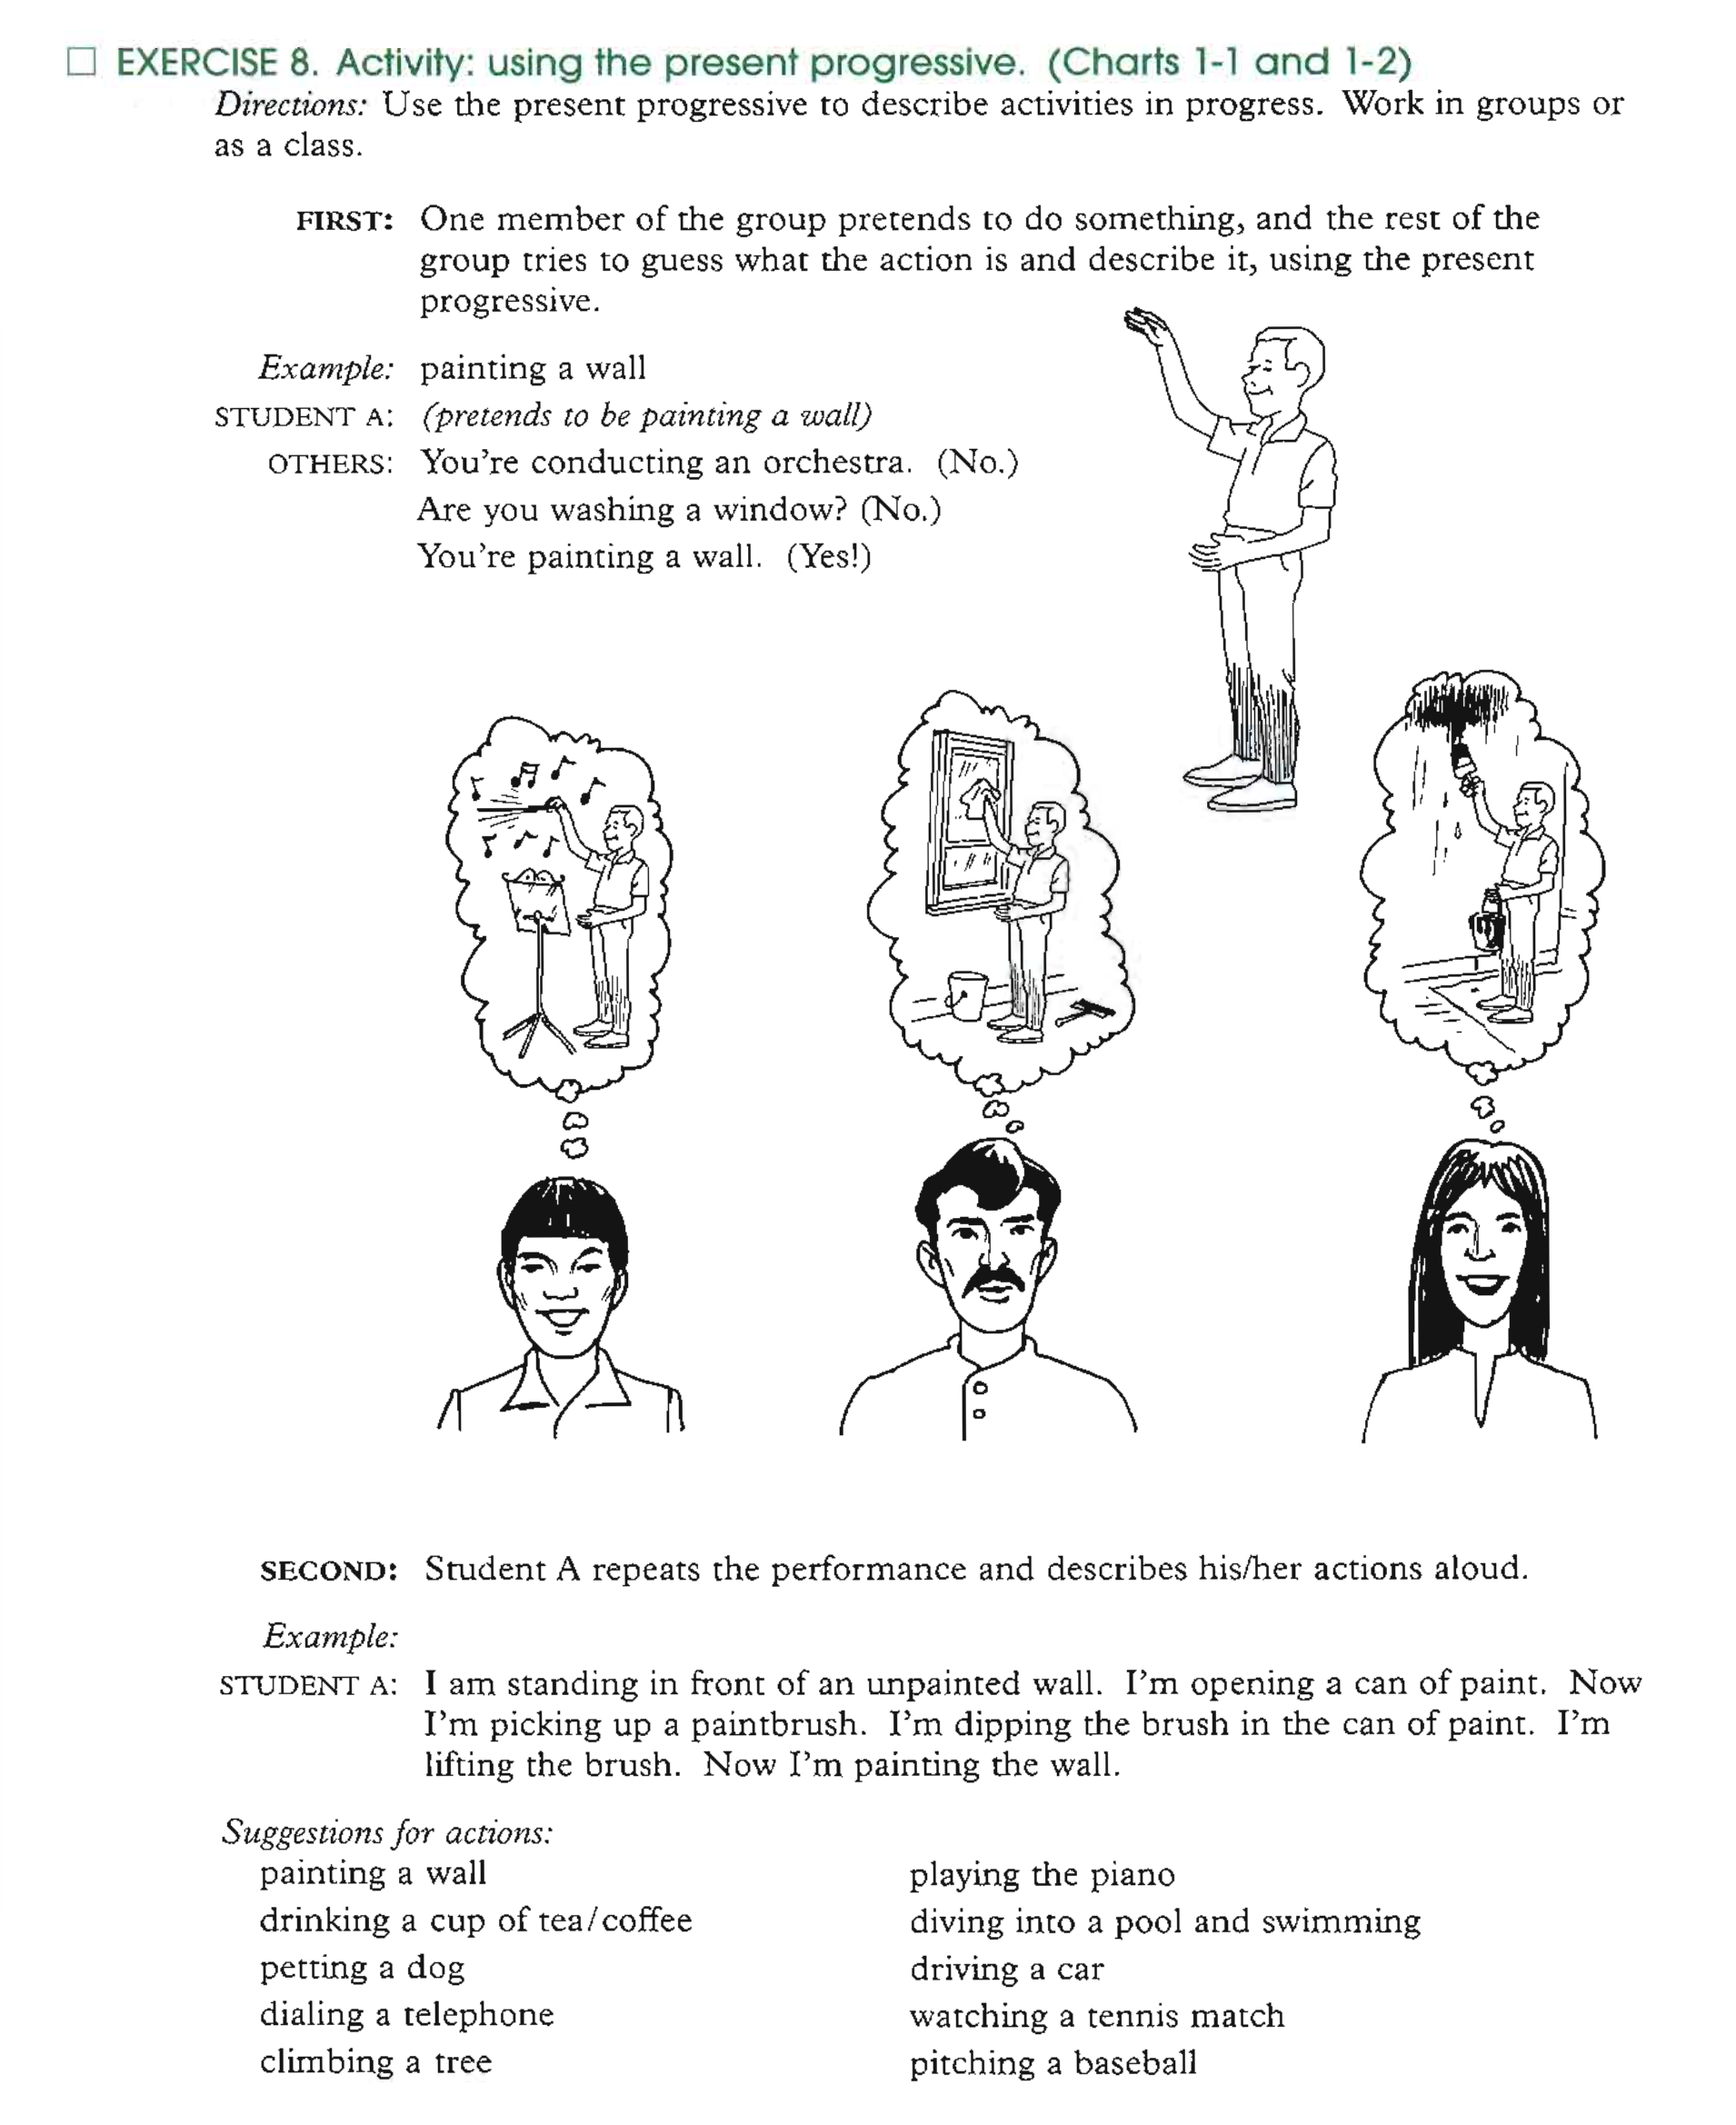 ☐ EXERCISE 8. Activity: using the present progressive. (Charts 1-1 and 1-2)
Directions: Use the present progressive to describe activities in progress. Work in groups or
as a class.
FIRST: One member of the group pretends to do something, and the rest of the
group tries to guess what the action is and describe it, using the present
progressive.
Example: painting a wall
STUDENT A: (pretends to be painting a wall)
OTHERS: You're conducting an orchestra. (No.)
Are you washing a window? (No.)
You're painting a wall. (Yes!)
SECOND: Student A repeats the performance and describes his/her actions aloud.
Example:
STUDENT A: I am standing in front of an unpainted wall. I'm opening a can of paint. Now
I'm picking up a paintbrush. I'm dipping the brush in the can of paint. I'm
lifting the brush. Now I'm painting the wall.
Suggestions for actions:
painting a wall
drinking a cup of tea/coffee
petting a dog
dialing a telephone
climbing a tree
playing the piano
diving into a pool and swimming
driving a car
watching a tennis match
pitching a baseball